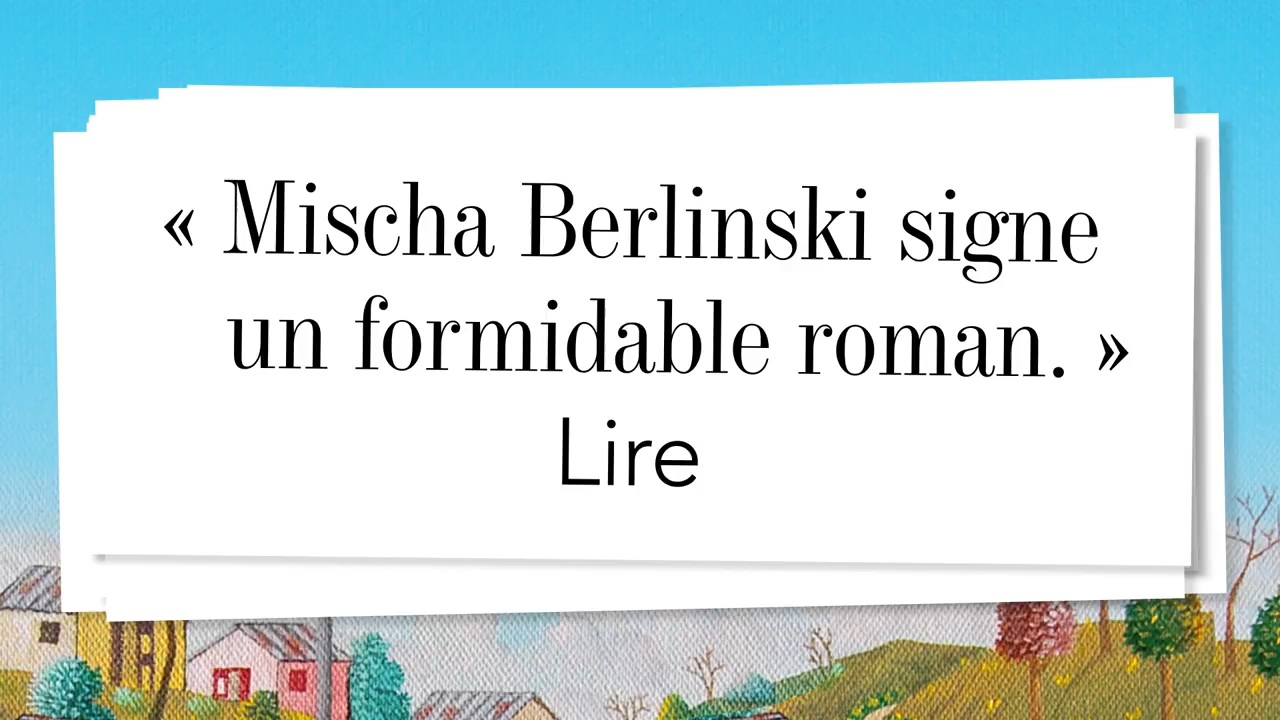 « Mischa Berlinski signe
un formidable roman. »
Lire